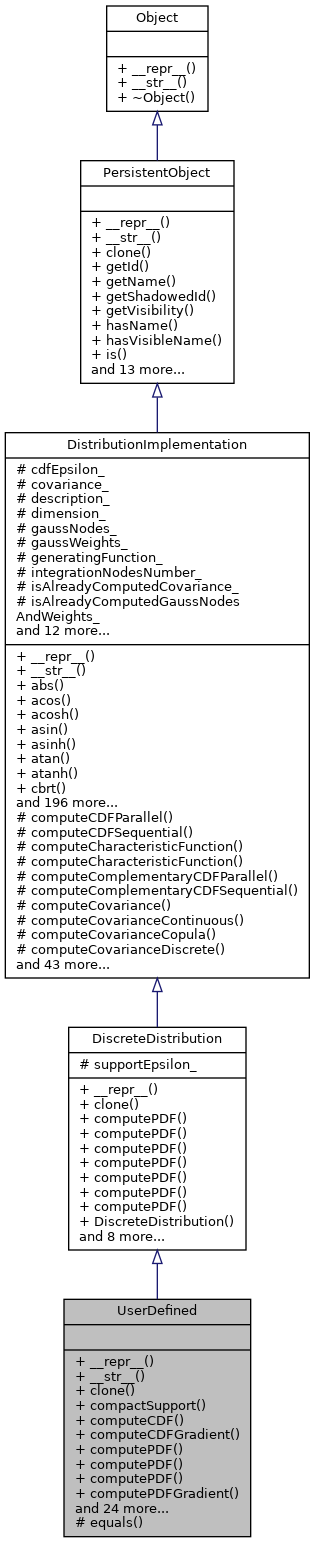 Object
+ __repr__()
+ __str__()
+ ~Object()
PersistentObject
+ __repr__()
+ __str__()
+ clone()
+ getId()
+ getName()
+ getShadowedId()
+ getVisibility()
+ hasName()
+ hasVisibleName()
+ is()
and 13 more...
DistributionImplementation
# cdfEpsilon_
# covariance_
# description_
# dimension_
# gaussNodes_
# gaussWeights_
# generatingFunction_
# integrationNodesNumber_
# isAlreadyComputedCovariance_
# isAlreadyComputedGaussNodes
AndWeights_
and 12 more...
+ __repr__()
+ __str__()
+ abs()
+ acos()
+ acosh()
+ asin()
+ asinh()
+ atan()
+ atanh()
+ cbrt()
and 196 more...
# computeCDFParallel()
# computeCDFSequential()
# computeCharacteristicFunction()
# computeCharacteristicFunction()
# computeComplementaryCDFParallel()
# computeComplementaryCDFSequential()
# computeCovariance()
# computeCovarianceContinuous()
# computeCovarianceCopula()
# computeCovarianceDiscrete()
and 43 more...
DiscreteDistribution
# supportEpsilon_
+ __repr__()
+ clone()
+ computePDF()
+ computePDF()
+ computePDF()
+ computePDF()
+ computePDF()
+ computePDF()
+ computePDF()
+ DiscreteDistribution()
and 8 more...
UserDefined
+ __repr__()
+ __str__()
+ clone()
+ compactSupport()
+ computeCDF()
+ computeCDFGradient()
+ computePDF()
+ computePDF()
+ computePDF()
+ computePDFGradient()
and 24 more...
# equals()